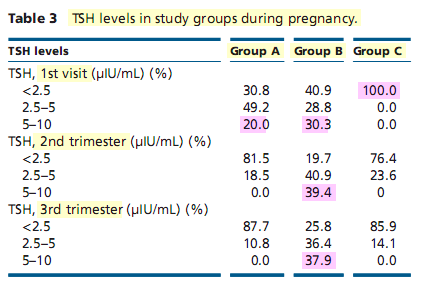 Table 3 TSH levels in study groups during pregnancy.
TSH levels Group A Group B Group C
TSH, 1st visit (μIU/mL) (%)
<2.5 30.8 40.9 100.0
2.5–5 49.2 28.8 0.0
5–10 20.0 30.3 0.0
TSH, 2nd trimester (μIU/mL) (%)
<2.5 81.5 19.7 76.4
2.5–5 18.5 40.9 23.6
5–10 0.0 39.4 0
TSH, 3rd trimester (μIU/mL) (%)
<2.5 87.7 25.8 85.9
2.5–5 10.8 36.4 14.1
5–10 0.0 37.9 0.0